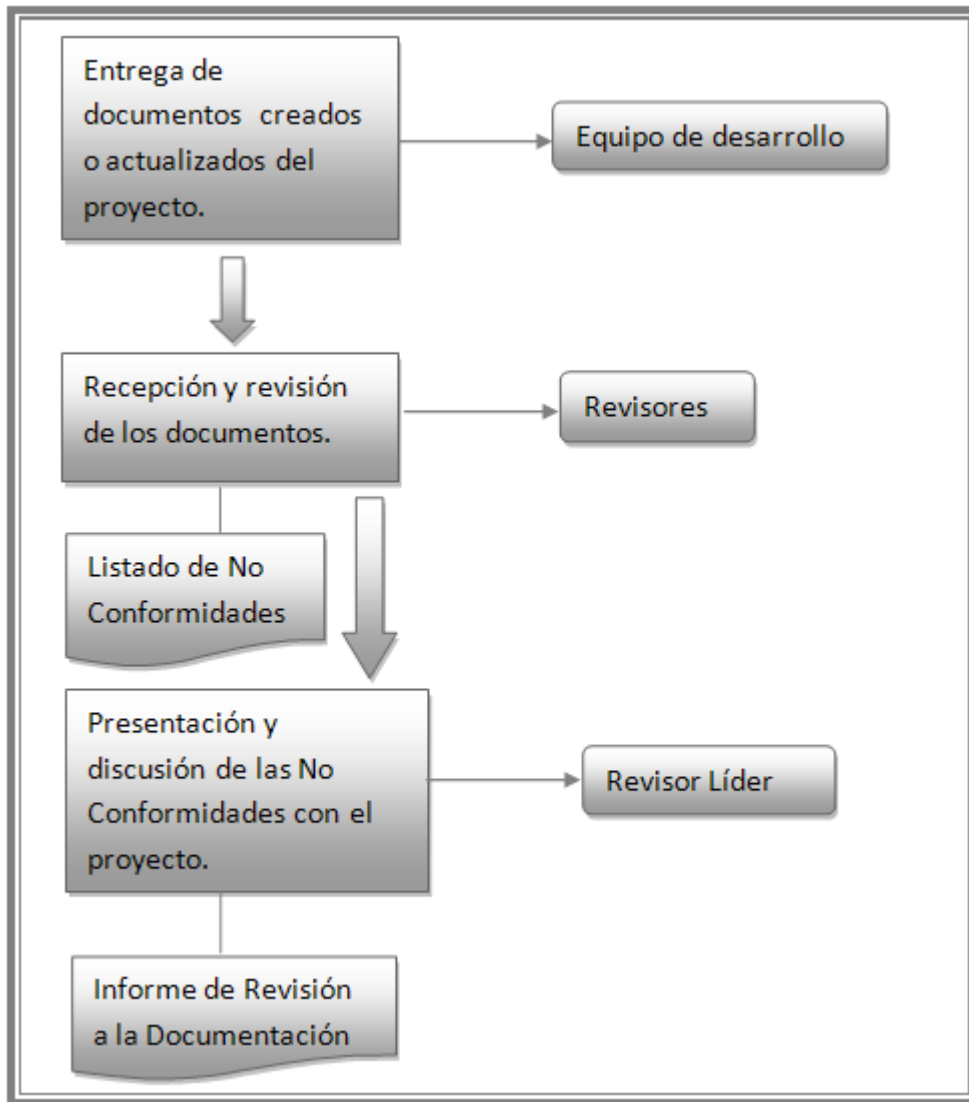 Entrega de
documentos creados
o actualizados del
proyecto.
Equipo de desarrollo
Recepción y revisión
de los documentos.
Revisores
Listado de No
Conformidades
Presentación y
discusión de las No
Conformidades con el
proyecto.
Revisor Líder
Informe de Revisión
a la Documentación